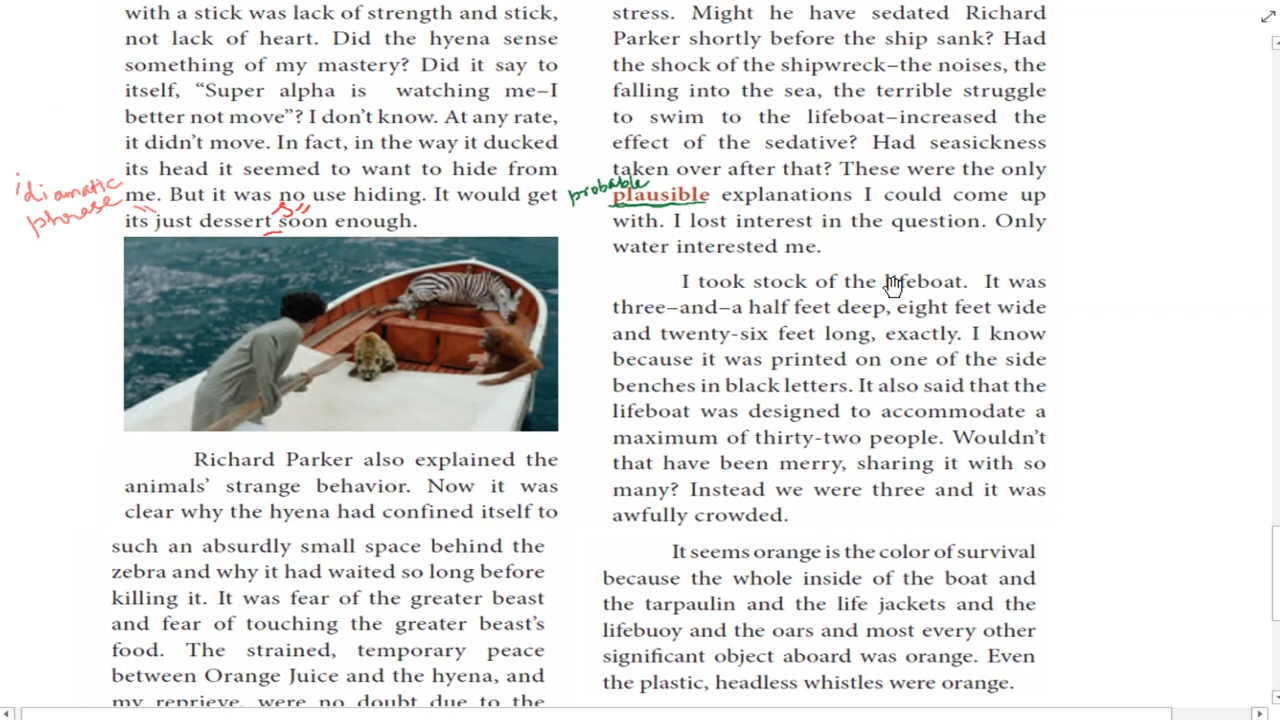 with a stick was lack of strength and stick,
not lack of heart. Did the hyena sense
something of my mastery? Did it say to
itself, “Super alpha is watching me–I
better not move”? I don’t know. At any rate,
it didn’t move. In fact, in the way it ducked
its head it seemed to want to hide from
idiamatic
phrase
me. But it was no use hiding. It would get
s”
its just dessert soon enough.
Richard Parker also explained the
animals’ strange behavior. Now it was
clear why the hyena had confined itself to
such an absurdly small space behind the
zebra and why it had waited so long before
killing it. It was fear of the greater beast
and fear of touching the greater beast’s
food. The strained, temporary peace
between Orange Juice and the hyena, and
my reprieve, were no doubt due to the
stress. Might he have sedated Richard
Parker shortly before the ship sank? Had
the shock of the shipwreck–the noises, the
falling into the sea, the terrible struggle
to swim to the lifeboat–increased the
effect of the sedative? Had seasickness
taken over after that? These were the only
probable
plausible explanations I could come up
with. I lost interest in the question. Only
water interested me.
I took stock of the lifeboat. It was
three–and–a half feet deep, eight feet wide
and twenty-six feet long, exactly. I know
because it was printed on one of the side
benches in black letters. It also said that the
lifeboat was designed to accommodate a
maximum of thirty-two people. Wouldn’t
that have been merry, sharing it with so
many? Instead we were three and it was
awfully crowded.
It seems orange is the color of survival
because the whole inside of the boat and
the tarpaulin and the life jackets and the
lifebuoy and the oars and most every other
significant object aboard was orange. Even
the plastic, headless whistles were orange.